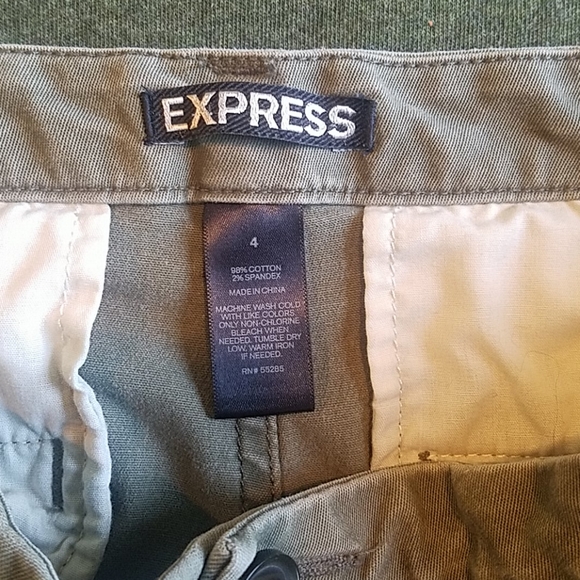 EXPRESS
4
98% COTTON
2% SPANDEX
MADE IN CHINA
MACHINE WASH COLD
WITH LIKE COLORS.
ONLY NON-CHLORINE
BLEACH WHEN
NEEDED. TUMBLE DRY
LOW. WARM IRON
IF NEEDED.
RN# 55285